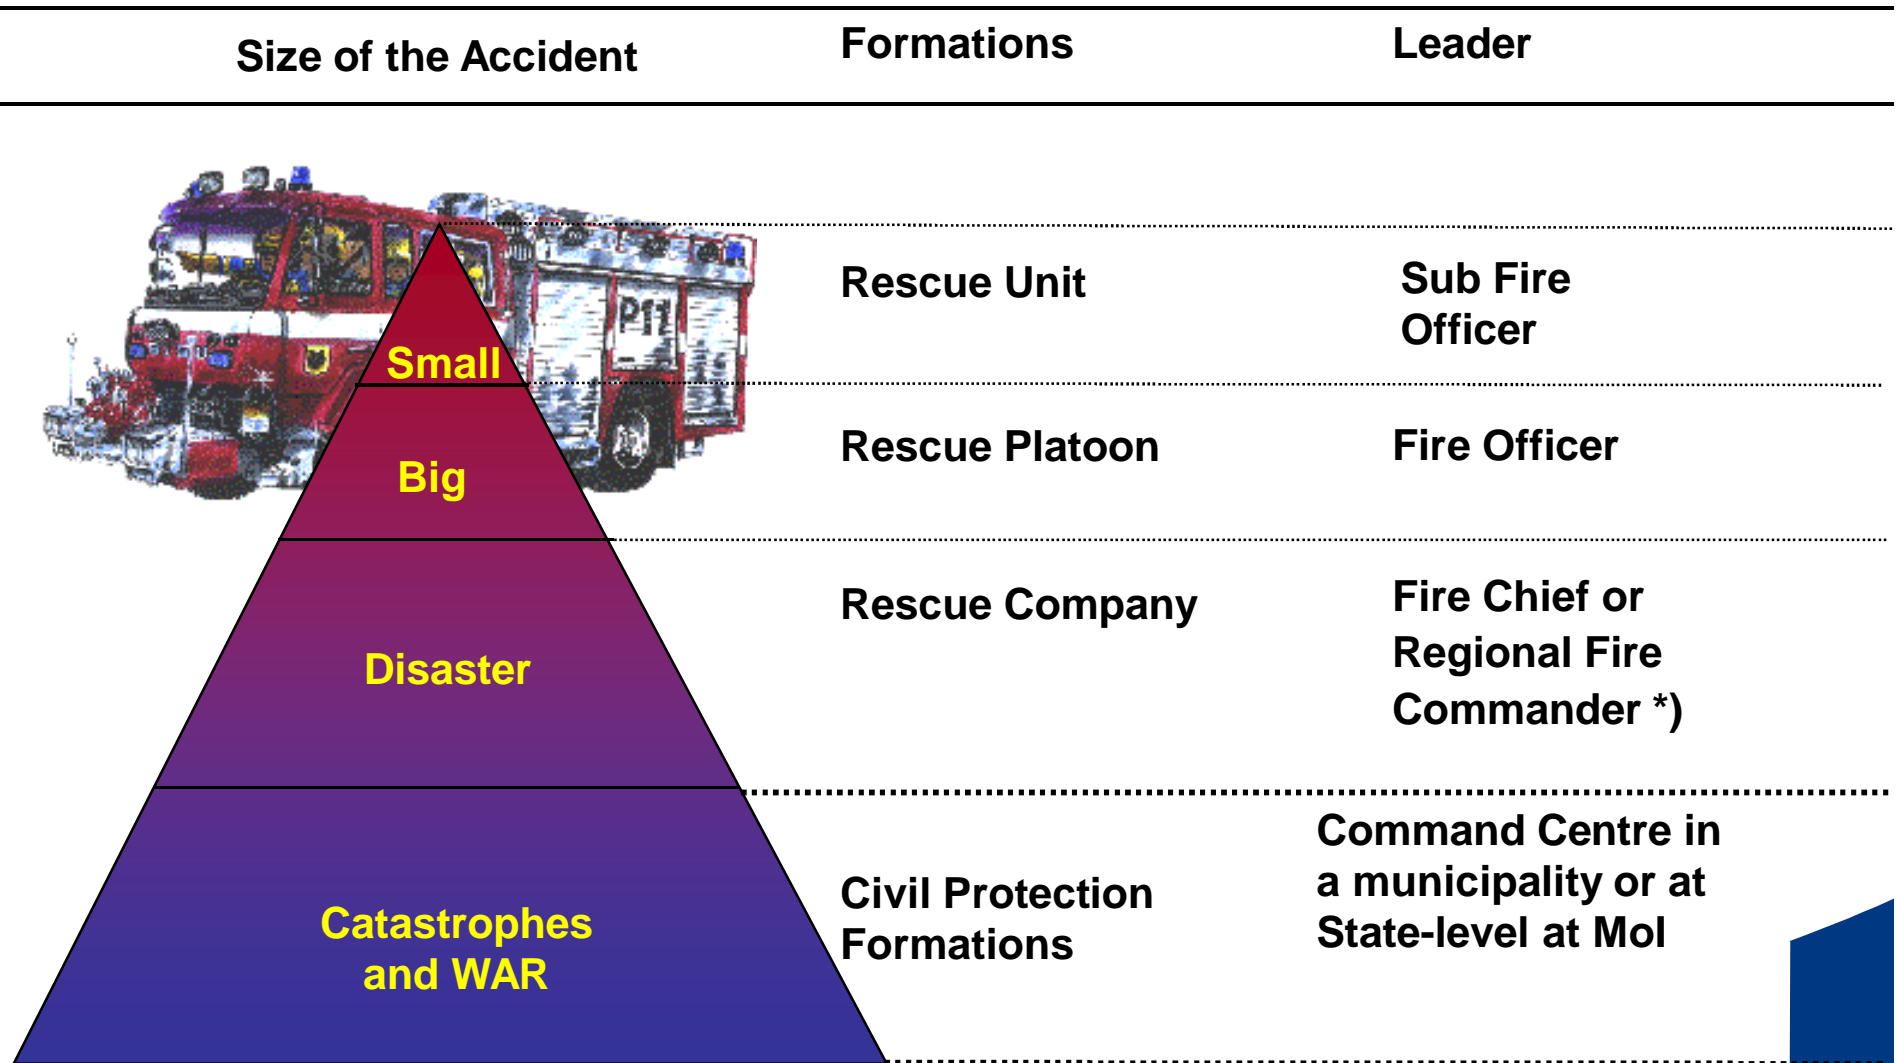 Size of the Accident
Formations
Leader
P11
Small
Rescue Unit
Sub Fire
Officer
Big
Rescue Platoon
Fire Officer
Disaster
Rescue Company
Fire Chief or
Regional Fire
Commander *)
Catastrophes
and WAR
Civil Protection
Formations
Command Centre in
a municipality or at
State-level at MoI